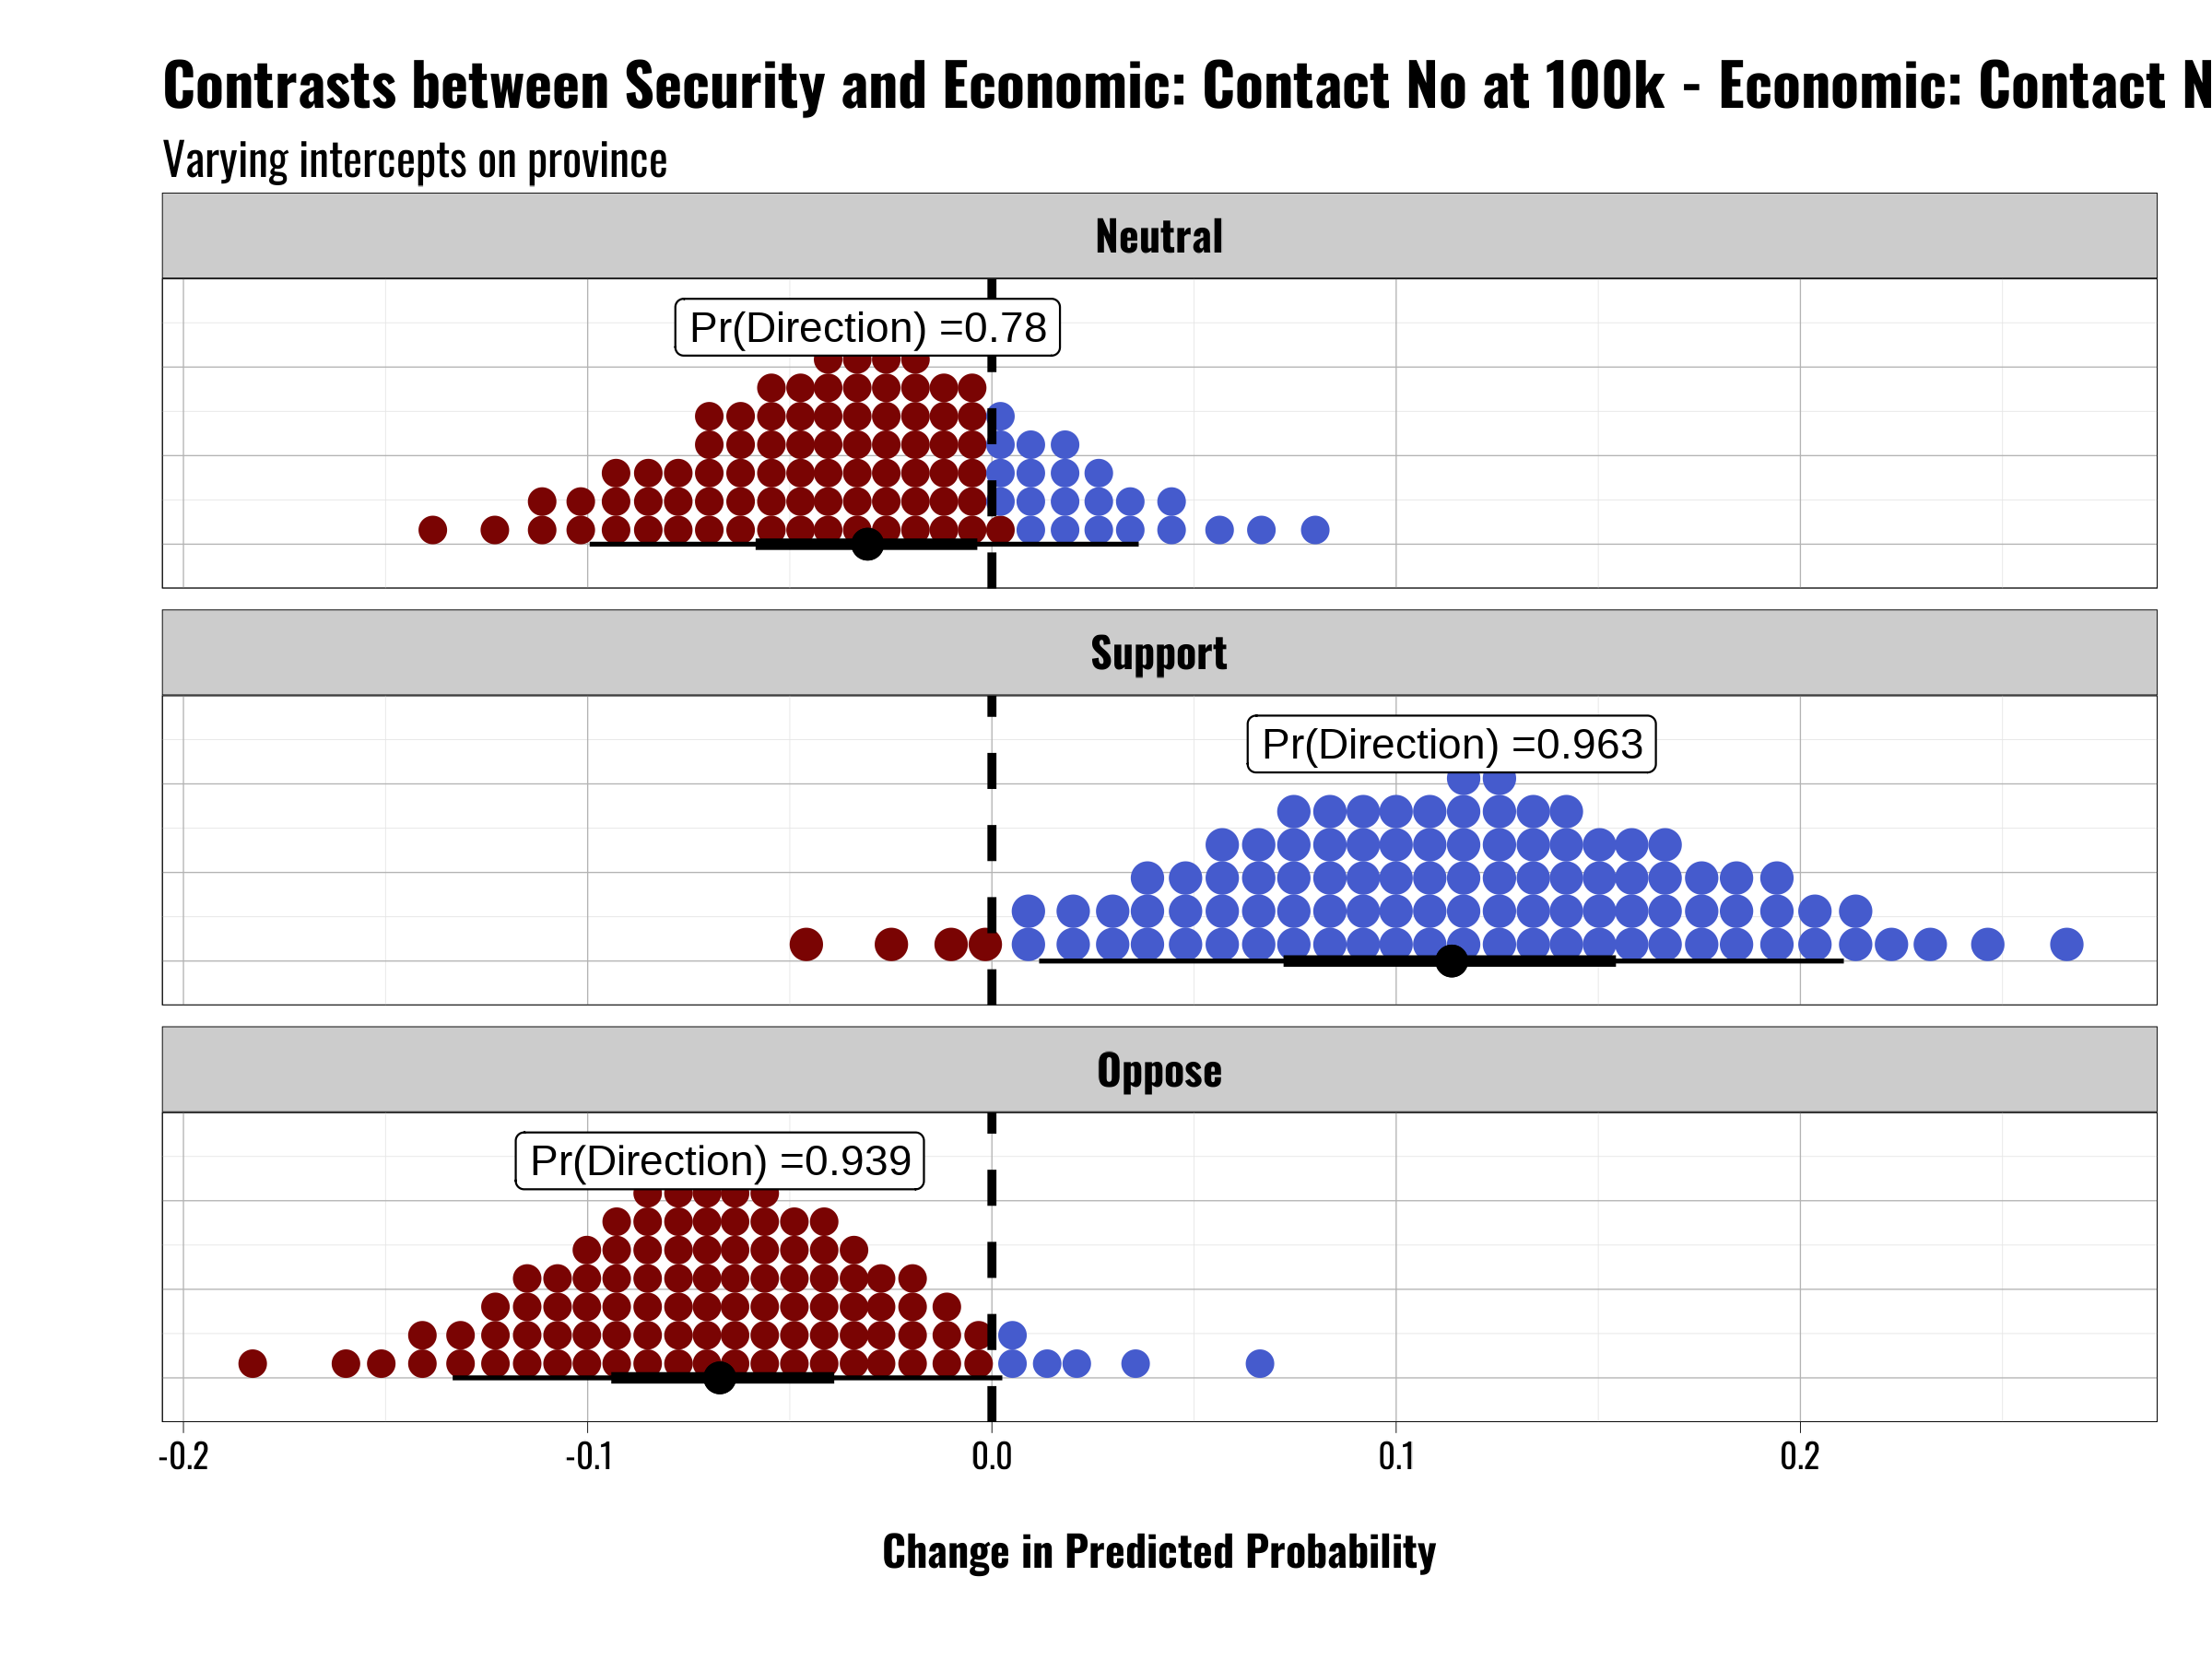 Contrasts between Security and Economic: Contact No at 100k - Economic: Contact N
Varying intercepts on province
Neutral
Pr(Direction) =0.78
Support
Pr(Direction) =0.963
Oppose
Pr(Direction) =0.939
-0.2 -0.1 0.0 0.1 0.2
Change in Predicted Probability